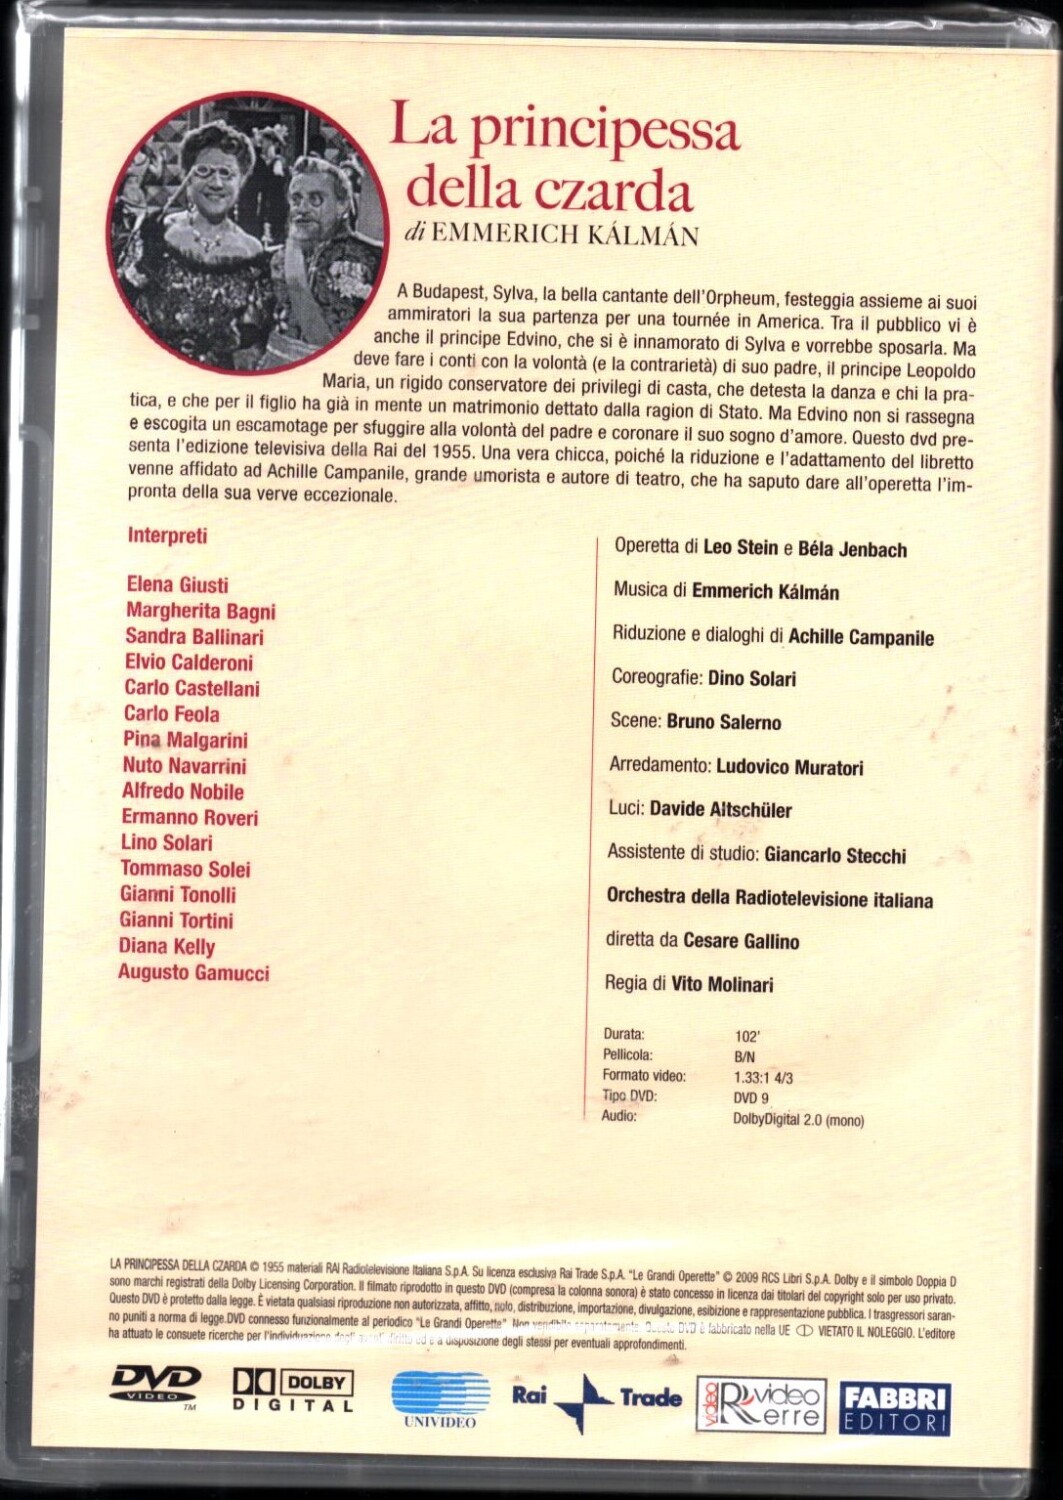 La principessa
della czarda
di EMMERICH KÁLMÁN
A Budapest, Sylva, la bella cantante dell'Orpheum, festeggia assieme ai suoi
ammiratori la sua partenza per una tournée in America. Tra il pubblico vi è
anche il principe Edvino, che si è innamorato di Sylva e vorrebbe sposarla. Ma
deve fare i conti con la volontà (e la contrarietà) di suo padre, il principe Leopoldo
Maria, un rigido conservatore dei privilegi di casta, che detesta la danza e chi la pra-
tica, e che per il figlio ha già in mente un matrimonio dettato dalla ragion di Stato. Ma Edvino non si rassegna
e escogita un escamotage per sfuggire alla volontà del padre e coronare il suo sogno d'amore. Questo dvd pre-
senta l'edizione televisiva della Rai del 1955. Una vera chicca, poiché la riduzione e l'adattamento del libretto
venne affidato ad Achille Campanile, grande umorista e autore di teatro, che ha saputo dare all'operetta l'im-
pronta della sua verve eccezionale.
Interpreti
Elena Giusti
Margherita Bagni
Sandra Ballinari
Elvio Calderoni
Carlo Castellani
Carlo Feola
Pina Malgarini
Nuto Navarrini
Alfredo Nobile
Ermanno Roveri
Lino Solari
Tommaso Solei
Gianni Tonolli
Gianni Tortini
Diana Kelly
Augusto Gamucci
Operetta di Leo Stein e Béla Jenbach
Musica di Emmerich Kálmán
Riduzione e dialoghi di Achille Campanile
Coreografie: Dino Solari
Scene: Bruno Salerno
Arredamento: Ludovico Muratori
Luci: Davide Altschüler
Assistente di studio: Giancarlo Stecchi
Orchestra della Radiotelevisione italiana
diretta da Cesare Gallino
Regia di Vito Molinari
Durata: 102'
Pellicola: B/N
Formato video: 1.33:1 4/3
Tipo DVD: DVD 9
Audio: DolbyDigital 2.0 (mono)
LA PRINCIPESSA DELLA CZARDA © 1955 materiali RAI Radiotelevisione Italiana S.p.A. Su licenza esclusiva Rai Trade S.p.A. "Le Grandi Operette" © 2009 RCS Libri S.p.A. Dolby e il simbolo Doppia D
sono marchi registrati della Dolby Licensing Corporation. Il filmato riprodotto in questo DVD (compresa la colonna sonora) è stato concesso in licenza dai titolari del copyright solo per uso privato.
Questo DVD è protetto dalla legge. È vietata qualsiasi riproduzione non autorizzata, affitto, nolo, distribuzione, importazione, divulgazione, esibizione e rappresentazione pubblica. I trasgressori saran-
no puniti a norma di legge.DVD connesso funzionalmente al periodico "Le Grandi Operette". Non vendibile separatamente. Questo DVD è fabbricato nella UE VIETATO IL NOLEGGIO. L'editore
ha attuato le consuete ricerche per l'individuazione degli aventi diritto ed è a disposizione degli stessi per eventuali approfondimenti.
DVD
VIDEO
TM
DOLBY
DIGITAL
UNIVIDEO
Rai Trade
video
R video
erre
FABBRI
EDITORI